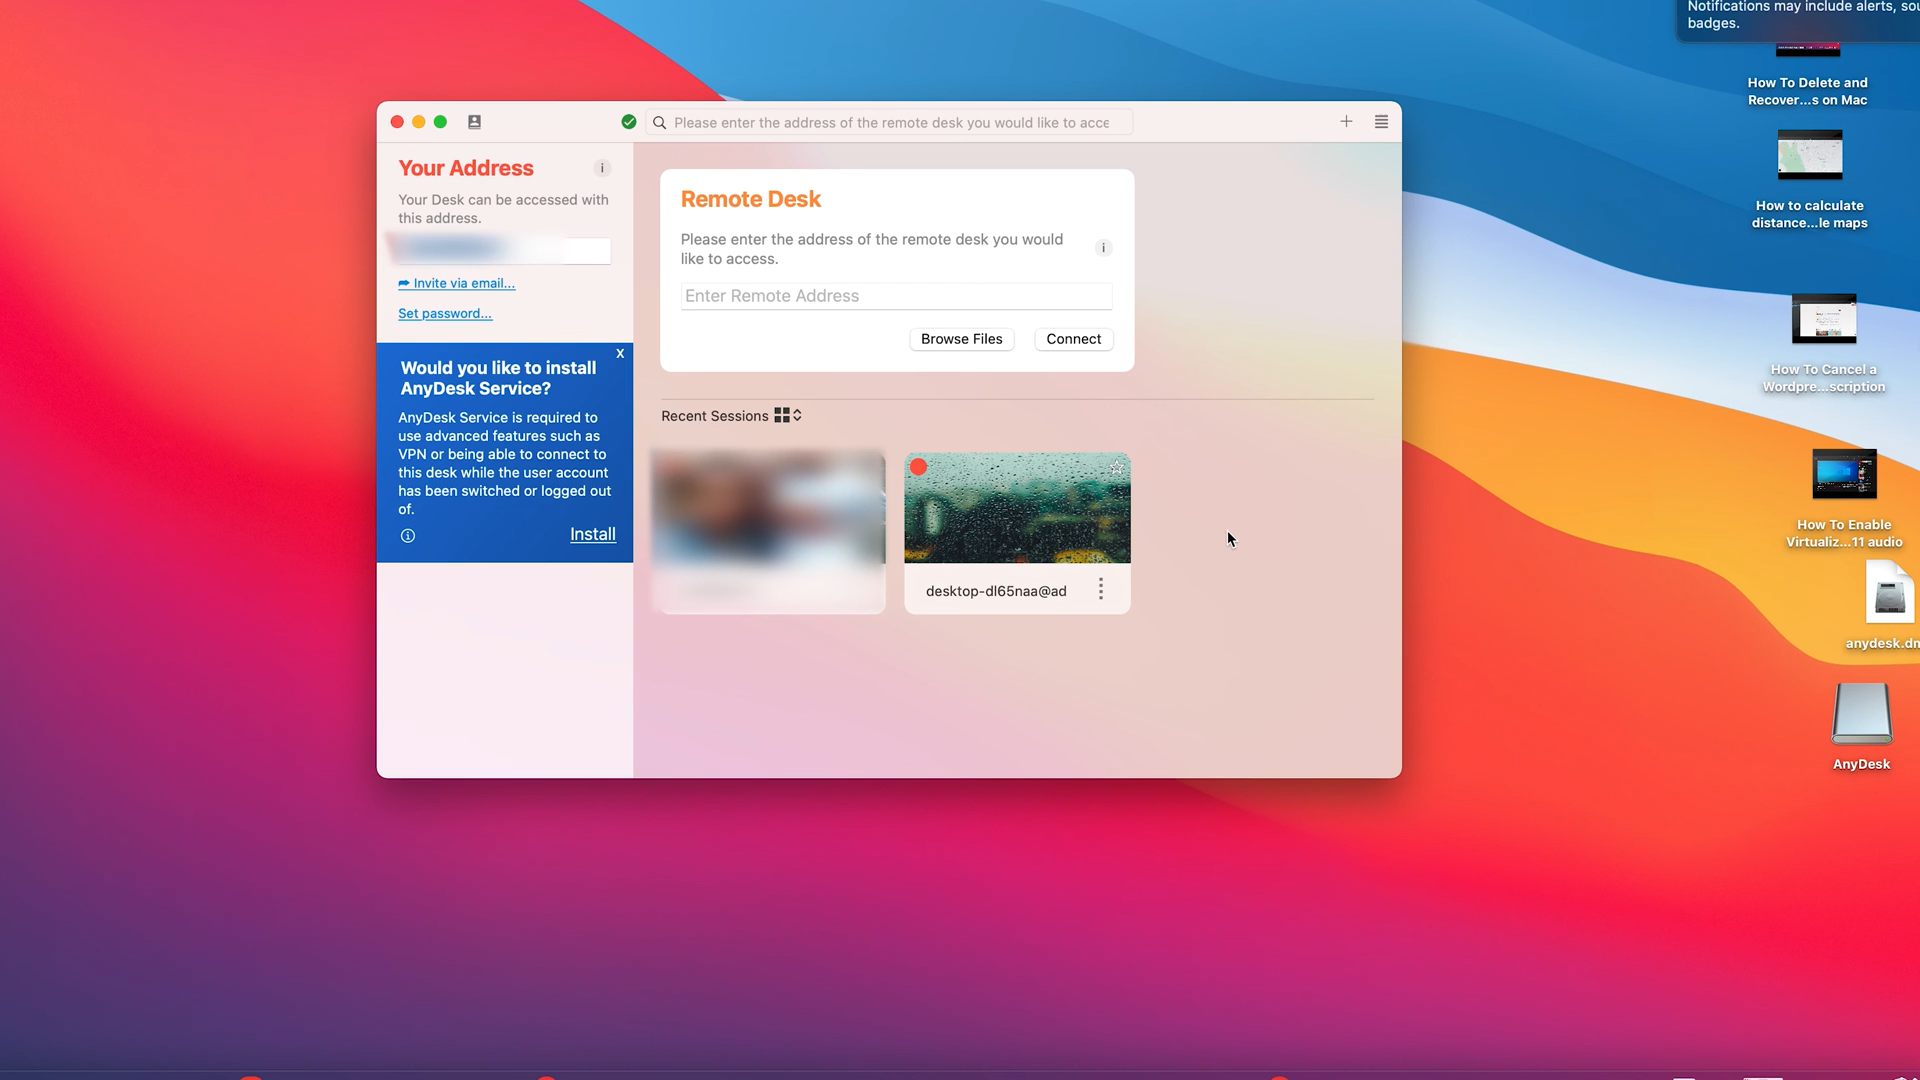 Notifications may include alerts,
badges.
Please enter the address of the remote desk you would like to acce
Your Address
Your Desk can be accessed with
this address.
Invite via email...
Set password...
Would you like to install
AnyDesk Service?
X
AnyDesk Service is required to
use advanced features such as
VPN or being able to connect to
this desk while the user account
has been switched or logged out
of.
Install
Remote Desk
Please enter the address of the remote desk you would
like to access.
Enter Remote Address
Browse Files
Connect
Recent Sessions
desktop-dl65naa@ad
How To Delete and
Recover...s on Mac
How to calculate
distance...le maps
How To Cancel a
Wordpre...scription
How To Enable
Virtualiz...11 audio
anydesk.dm
AnyDesk